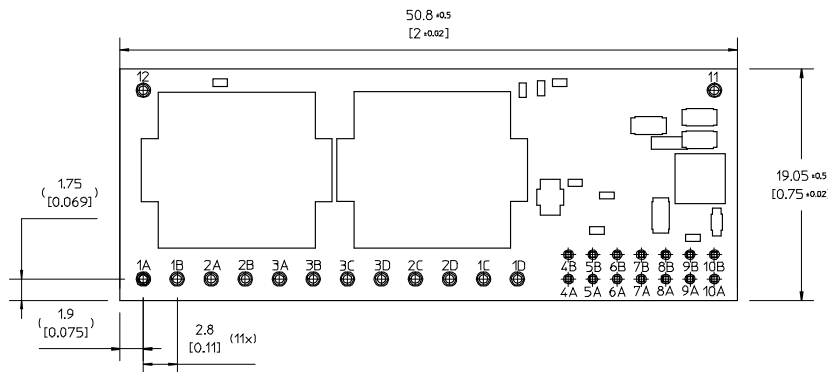 50.8 ±0.5
[2 ±0.02]
12
11
19.05 ±0.5
[0.75 ±0.02]
( 1.75 )
[0.069]
1A 1B 2A 2B 3A 3B 3C 3D 2C 2D 1C 1D
4B 5B 6B 7B 8B 9B 10B
4A 5A 6A 7A 8A 9A 10A
( 1.9 )
[0.075]
2.8 (11x)
[0.11]